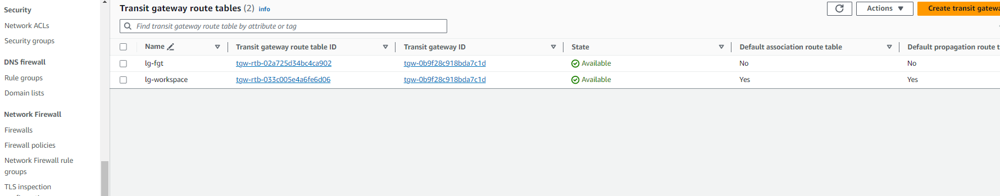 Security
Network ACLs
Security groups
DNS firewall
Rule groups
Domain lists
Network Firewall
Firewalls
Firewall policies
Network Firewall rule
groups
TLS inspection
Transit gateway route tables (2) info
Actions
Create transit
Find transit gateway route table by attribute or tag
Name Transit gateway route table ID Transit gateway ID State Default association route table Default propagation route
lg-fgt tgw-rtb-02a725d34bc4ca902 tgw-0b9f28c918bda7c1d Available No No
lg-workspace tgw-rtb-033c005e4a6fe6d06 tgw-0b9f28c918bda7c1d Available Yes Yes